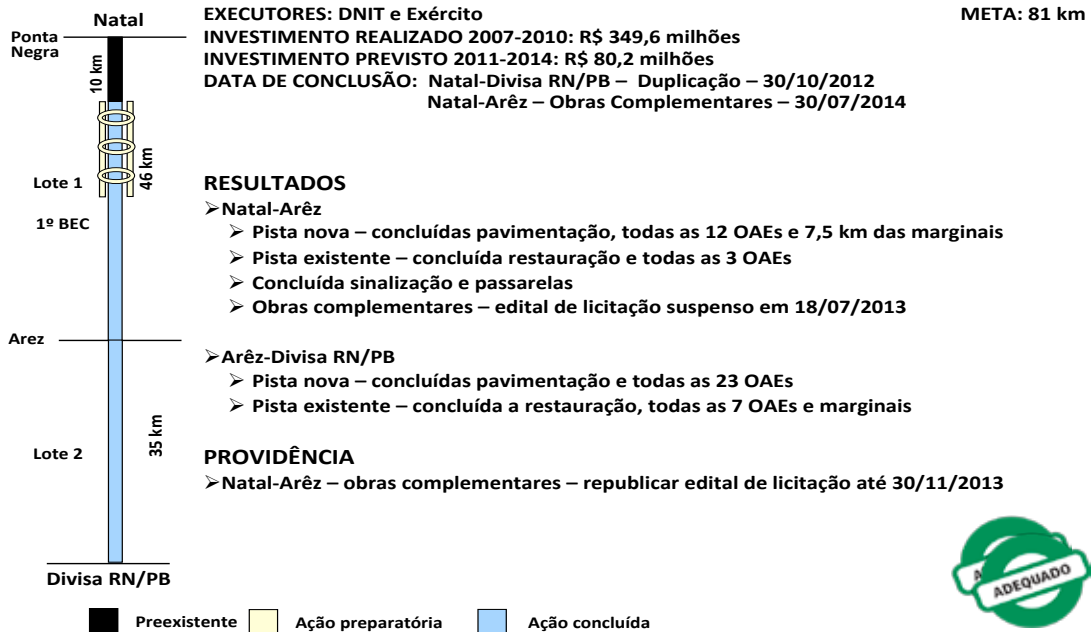 Natal
Ponta
Negra
10 km
46 km
Lote 1
1º BEC
Arez
Lote 2
35 km
Divisa RN/PB
EXECUTORES: DNIT e Exército
META: 81 km
INVESTIMENTO REALIZADO 2007-2010: R$ 349,6 milhões
INVESTIMENTO PREVISTO 2011-2014: R$ 80,2 milhões
DATA DE CONCLUSÃO: Natal-Divisa RN/PB – Duplicação – 30/10/2012
Natal-Arêz – Obras Complementares – 30/07/2014
RESULTADOS
➢Natal-Arêz
➢ Pista nova – concluídas pavimentação, todas as 12 OAEs e 7,5 km das marginais
➢ Pista existente – concluída restauração e todas as 3 OAEs
➢ Concluída sinalização e passarelas
➢ Obras complementares – edital de licitação suspenso em 18/07/2013
➢Arêz-Divisa RN/PB
➢ Pista nova – concluídas pavimentação e todas as 23 OAEs
➢ Pista existente – concluída a restauração, todas as 7 OAEs e marginais
PROVIDÊNCIA
➢Natal-Arêz – obras complementares – republicar edital de licitação até 30/11/2013
ADEQUADO
Preexistente
Ação preparatória
Ação concluída